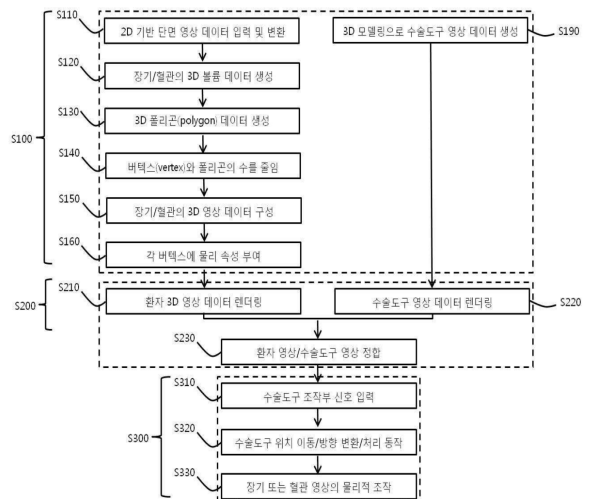 S110
2D 기반 단면 영상 데이터 입력 및 변환
3D 모델링으로 수술도구 영상 데이터 생성
S190
S120
장기/혈관의 3D 볼륨 데이터 생성
S130
3D 폴리곤(polygon) 데이터 생성
S100
S140
버텍스(vertex)와 폴리곤의 수를 줄임
S150
장기/혈관의 3D 영상 데이터 구성
S160
각 버텍스에 물리 속성 부여
S200
S210
환자 3D 영상 데이터 렌더링
수술도구 영상 데이터 렌더링
S220
S230
환자 영상/수술도구 영상 정합
S300
S310
수술도구 조작부 신호 입력
S320
수술도구 위치 이동/방향 변환/처리 동작
S330
장기 또는 혈관 영상의 물리적 조작